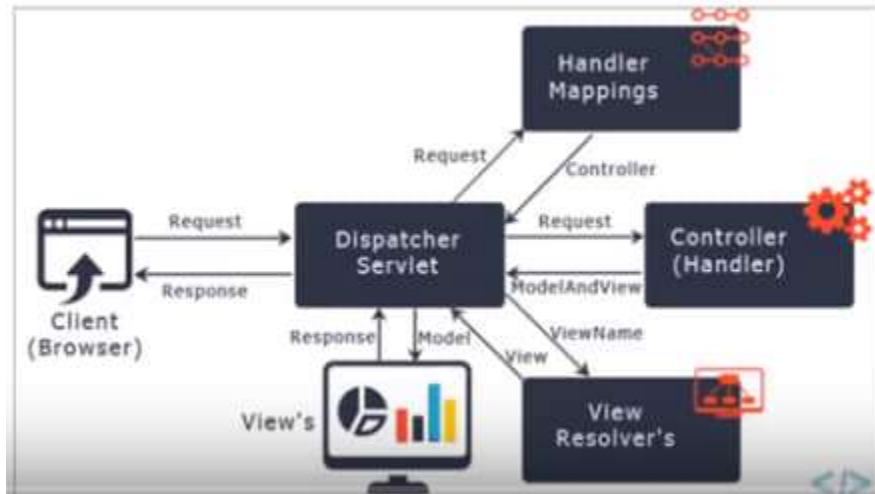 Handler
Mappings
Request
Controller
Request
Dispatcher
Servlet
Request
Controller
(Handler)
Response
ModelAndView
Client
(Browser)
Response
Model
ViewName
View
View's
View
Resolver's
</>